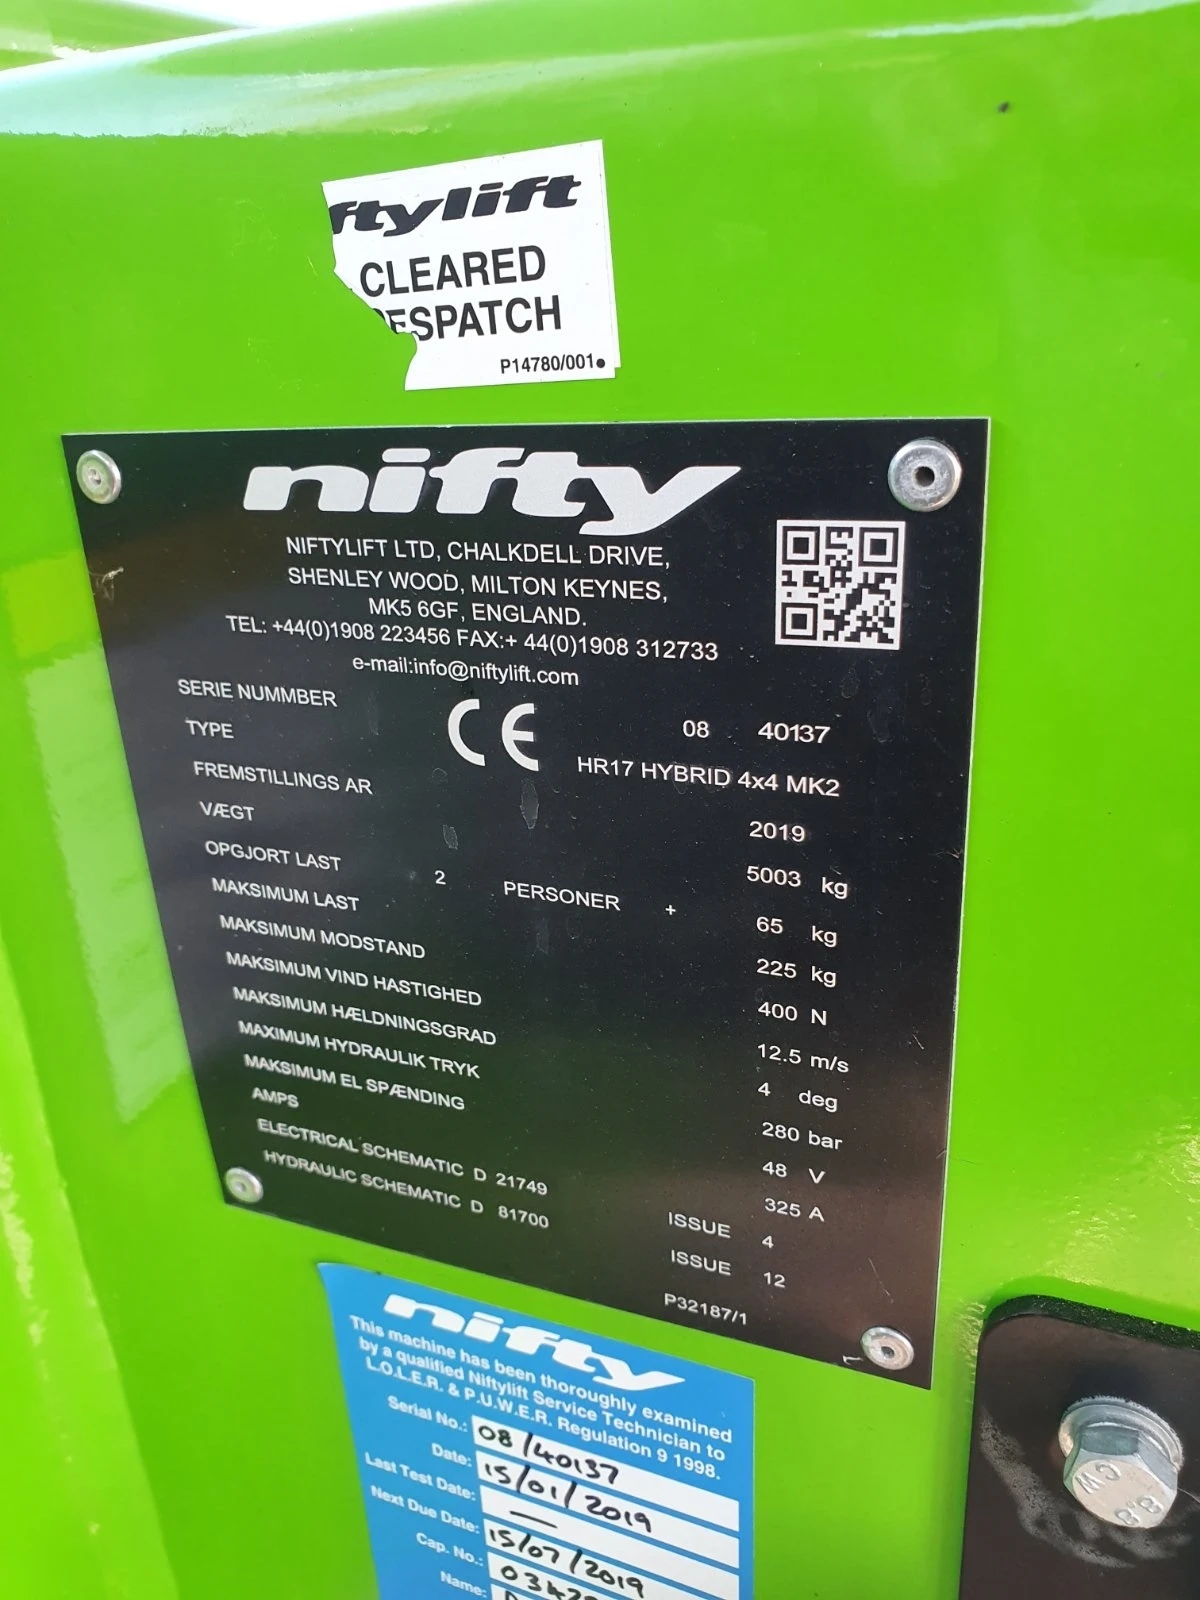 ftylift
CLEARED
DESPATCH
P14780/001
nifty
NIFTYLIFT LTD, CHALKDELL DRIVE,
SHENLEY WOOD, MILTON KEYNES,
MK5 6GF, ENGLAND.
TEL: +44(0)1908 223456 FAX:+ 44(0)1908 312733
e-mail:info@niftylift.com
CE
SERIE NUMMBER 08 40137
TYPE HR17 HYBRID 4x4 MK2
FREMSTILLINGS AR 2019
VÆGT 5003 kg
OPGJORT LAST 2 PERSONER + 65 kg
MAKSIMUM LAST 225 kg
MAKSIMUM MODSTAND 400 N
MAKSIMUM VIND HASTIGHED 12.5 m/s
MAKSIMUM HÆLDNINGSGRAD 4 deg
MAXIMUM HYDRAULIK TRYK 280 bar
MAKSIMUM EL SPÆNDING 48 V
AMPS 325 A
ELECTRICAL SCHEMATIC D 21749 ISSUE 4
HYDRAULIC SCHEMATIC D 81700 ISSUE 12
P32187/1
nifty
This machine has been thoroughly examined
by a qualified Niftylift Service Technician to
L.O.L.E.R. & P.U.W.E.R. Regulation 9 1998.
Serial No.: 08/40137
Date: 15/01/2019
Last Test Date: —
Next Due Date: 15/07/2019
Cap. No.:
Name:
8.8
CW